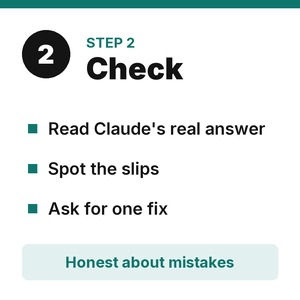 2
STEP 2
Check
Read Claude's real answer
Spot the slips
Ask for one fix
Honest about mistakes